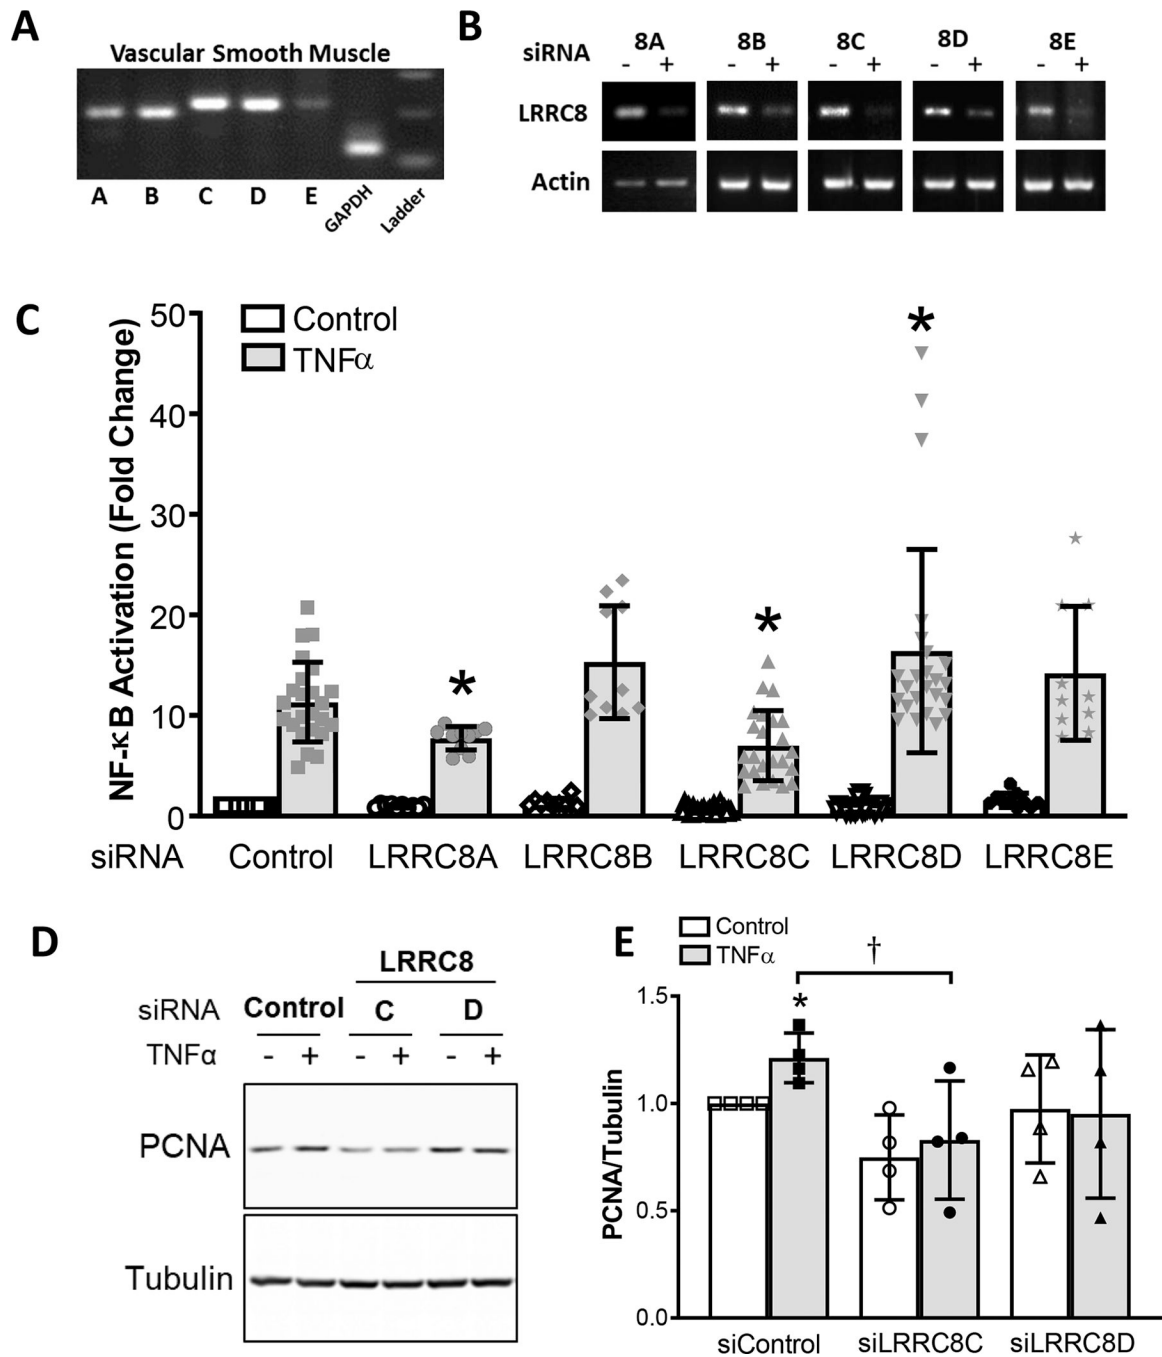 A
Vascular Smooth Muscle
A B C D E GAPDH Ladder
B
siRNA 8A 8B 8C 8D 8E
- + - + - + - + - +
LRRC8
Actin
C
Control
TNFα
NF-κB Activation (Fold Change)
50
40
30
20
10
0
* * *
siRNA Control LRRC8A LRRC8B LRRC8C LRRC8D LRRC8E
D
LRRC8
siRNA Control C D
TNFα - + - + - +
PCNA
Tubulin
E
Control
TNFα
†
*
PCNA/Tubulin
1.5
1.0
0.5
0.0
siControl siLRRC8C siLRRC8D